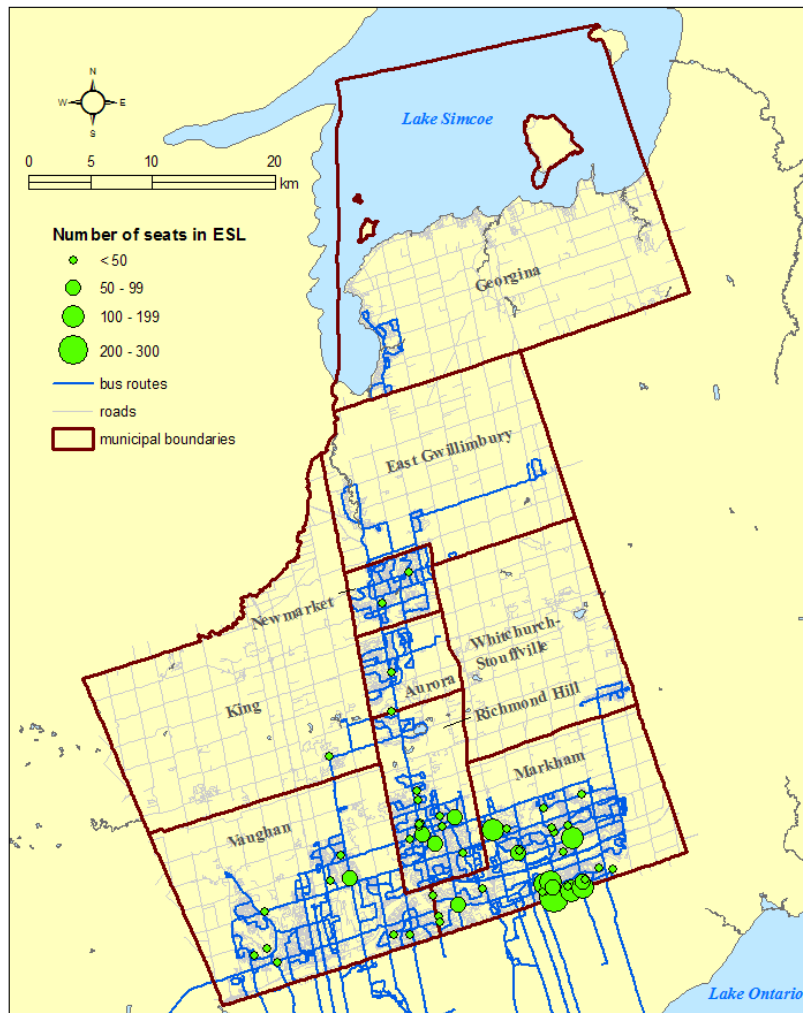 N
W E
S
Lake Simcoe
0 5 10 20
km
Number of seats in ESL
< 50
50 - 99
100 - 199
200 - 300
bus routes
roads
municipal boundaries
Georgina
East Gwillimbury
Newmarket
Whitchurch-
Stouffville
Aurora
King
Richmond Hill
Markham
Vaughan
Lake Ontario